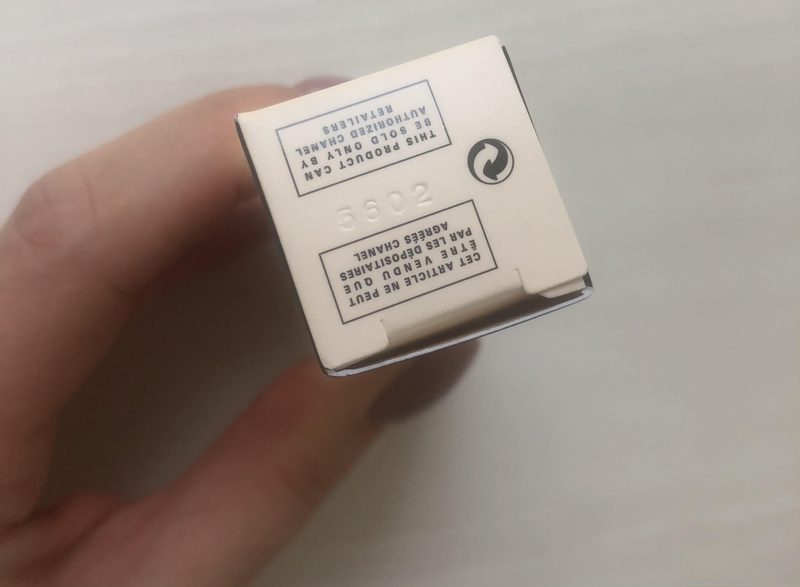 CET ARTICLE NE PEUT
ÊTRE VENDU QUE
PAR LES DÉPOSITAIRES
AGRÉÉS CHANEL
5602
THIS PRODUCT CAN
BE SOLD ONLY BY
AUTHORIZED CHANEL
RETAILERS